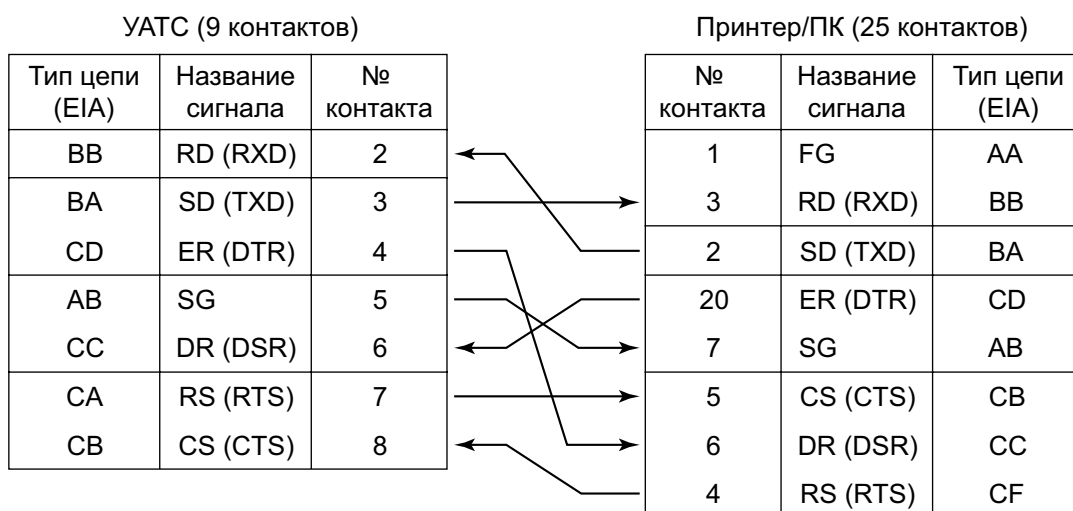 УАТС (9 контактов)
Принтер/ПК (25 контактов)
Тип цепи (EIA) Название сигнала № контакта
№ контакта Название сигнала Тип цепи (EIA)
BB RD (RXD) 2
1 FG AA
BA SD (TXD) 3
3 RD (RXD) BB
CD ER (DTR) 4
2 SD (TXD) BA
AB SG 5
20 ER (DTR) CD
CC DR (DSR) 6
7 SG AB
CA RS (RTS) 7
5 CS (CTS) CB
CB CS (CTS) 8
6 DR (DSR) CC
4 RS (RTS) CF